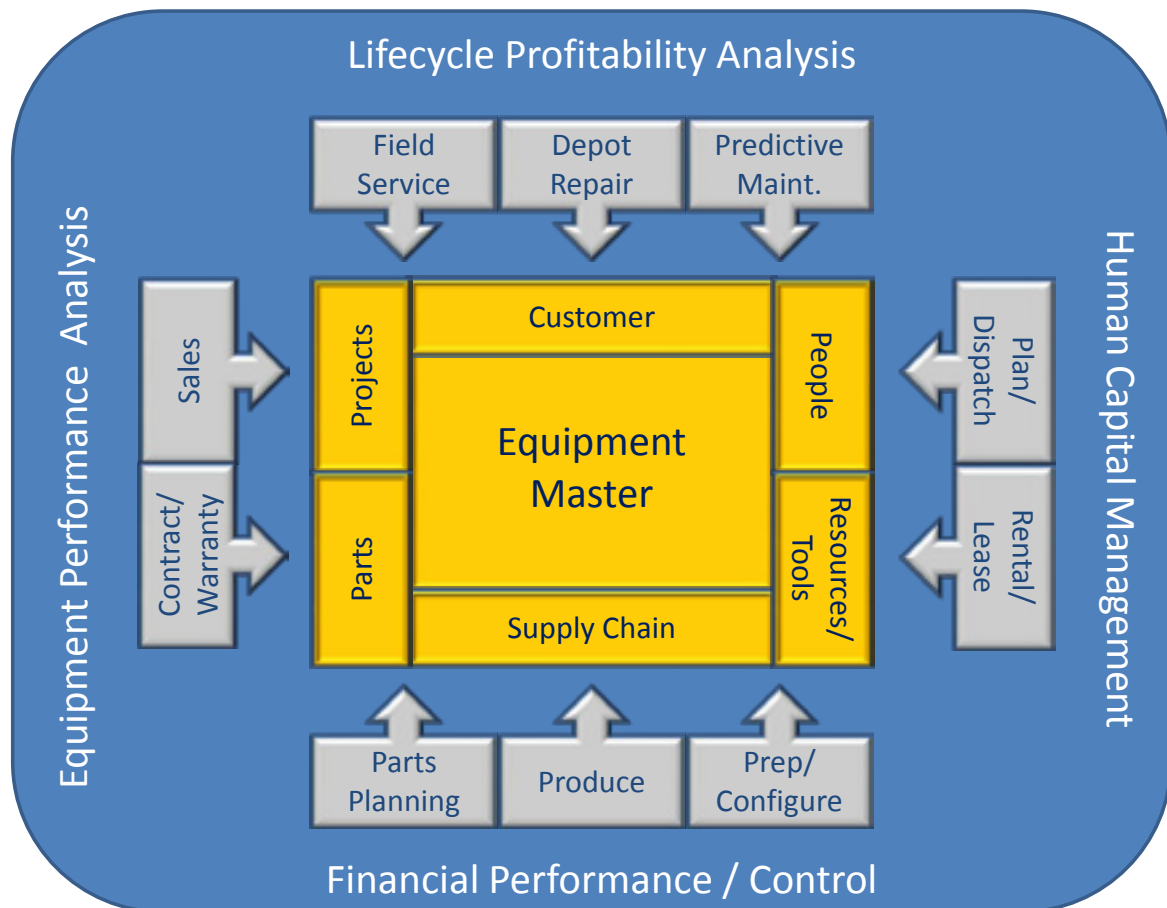 Lifecycle Profitability Analysis
Field
Service
Depot
Repair
Predictive
Maint.
Equipment Performance Analysis
Sales
Contract/
Warranty
Projects
Parts
Customer
Equipment
Master
Supply Chain
People
Resources/
Tools
Plan/
Dispatch
Rental/
Lease
Human Capital Management
Parts
Planning
Produce
Prep/
Configure
Financial Performance / Control